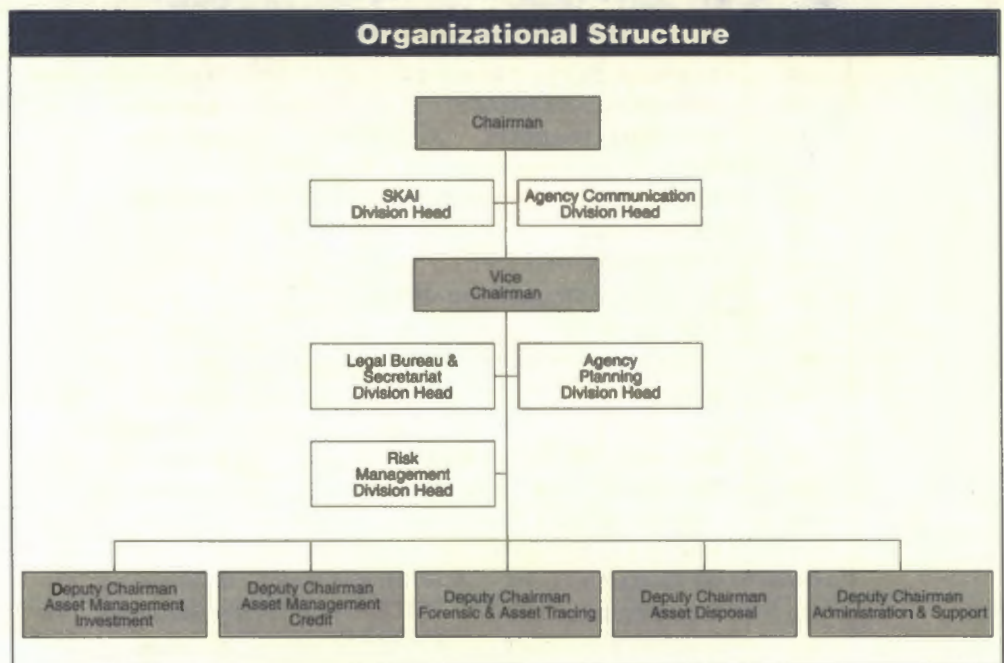 Organizational Structure
Chairman
SKAI
Division Head
Agency Communication
Division Head
Vice
Chairman
Legal Bureau &
Secretariat
Division Head
Agency
Planning
Division Head
Risk
Management
Division Head
Deputy Chairman
Asset Management
Investment
Deputy Chairman
Asset Management
Credit
Deputy Chairman
Forensic & Asset Tracing
Deputy Chairman
Asset Disposal
Deputy Chairman
Administration & Support